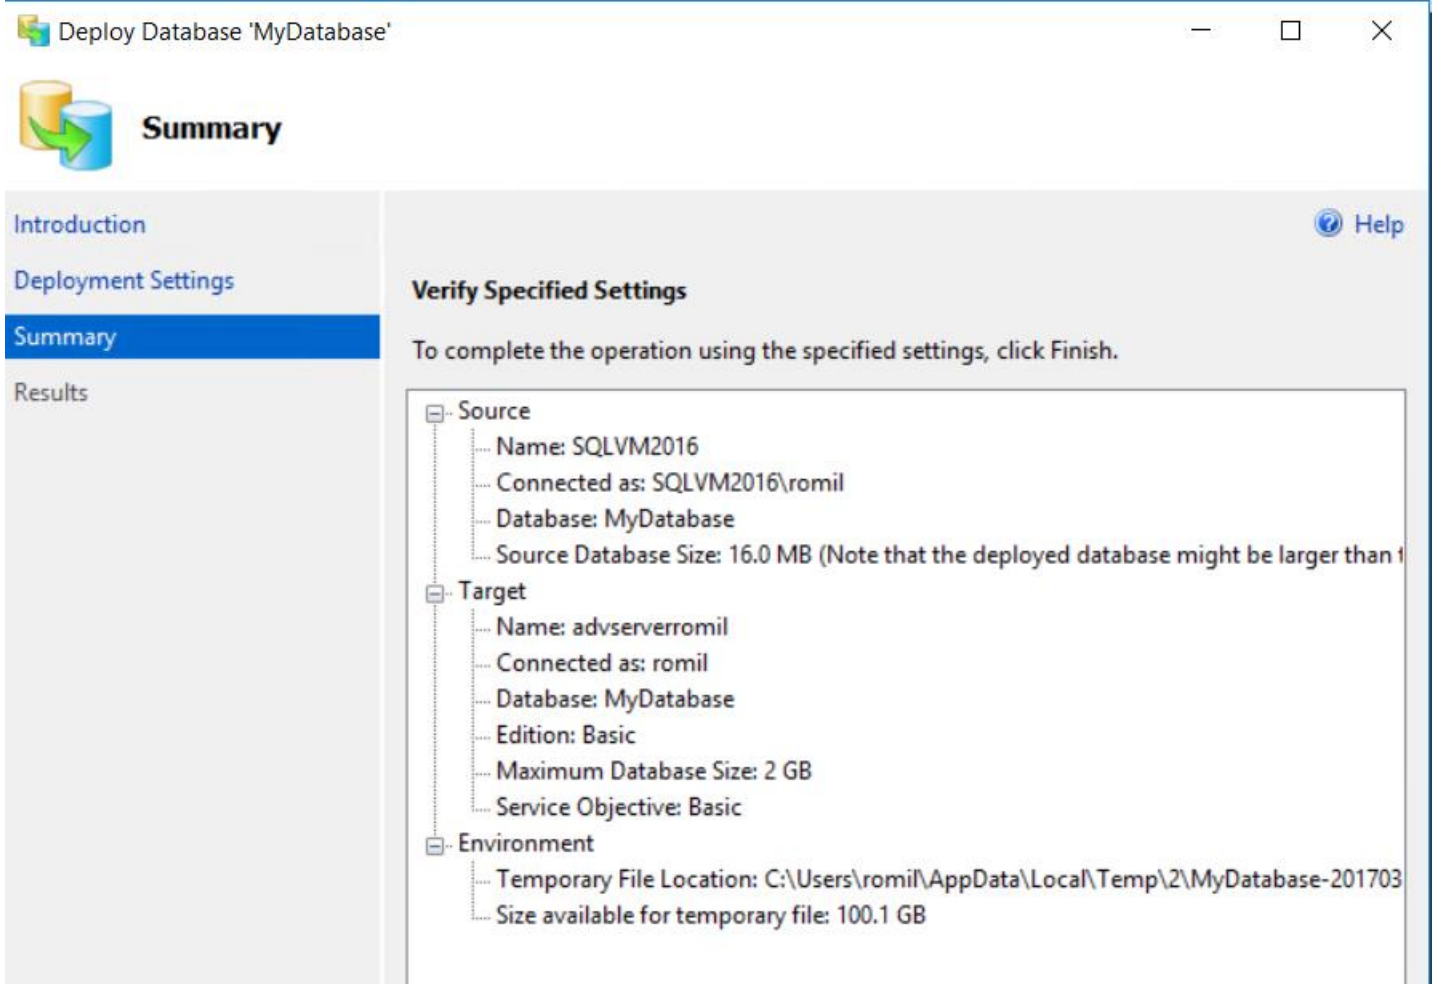 Deploy Database 'MyDatabase'
Summary
Introduction
Help
Deployment Settings
Verify Specified Settings
Summary
To complete the operation using the specified settings, click Finish.
Results
Source
Name: SQLVM2016
Connected as: SQLVM2016\romil
Database: MyDatabase
Source Database Size: 16.0 MB (Note that the deployed database might be larger than
Target
Name: advserverromil
Connected as: romil
Database: MyDatabase
Edition: Basic
Maximum Database Size: 2 GB
Service Objective: Basic
Environment
Temporary File Location: C:\Users\romil\AppData\Local\Temp\2\MyDatabase-201703
Size available for temporary file: 100.1 GB